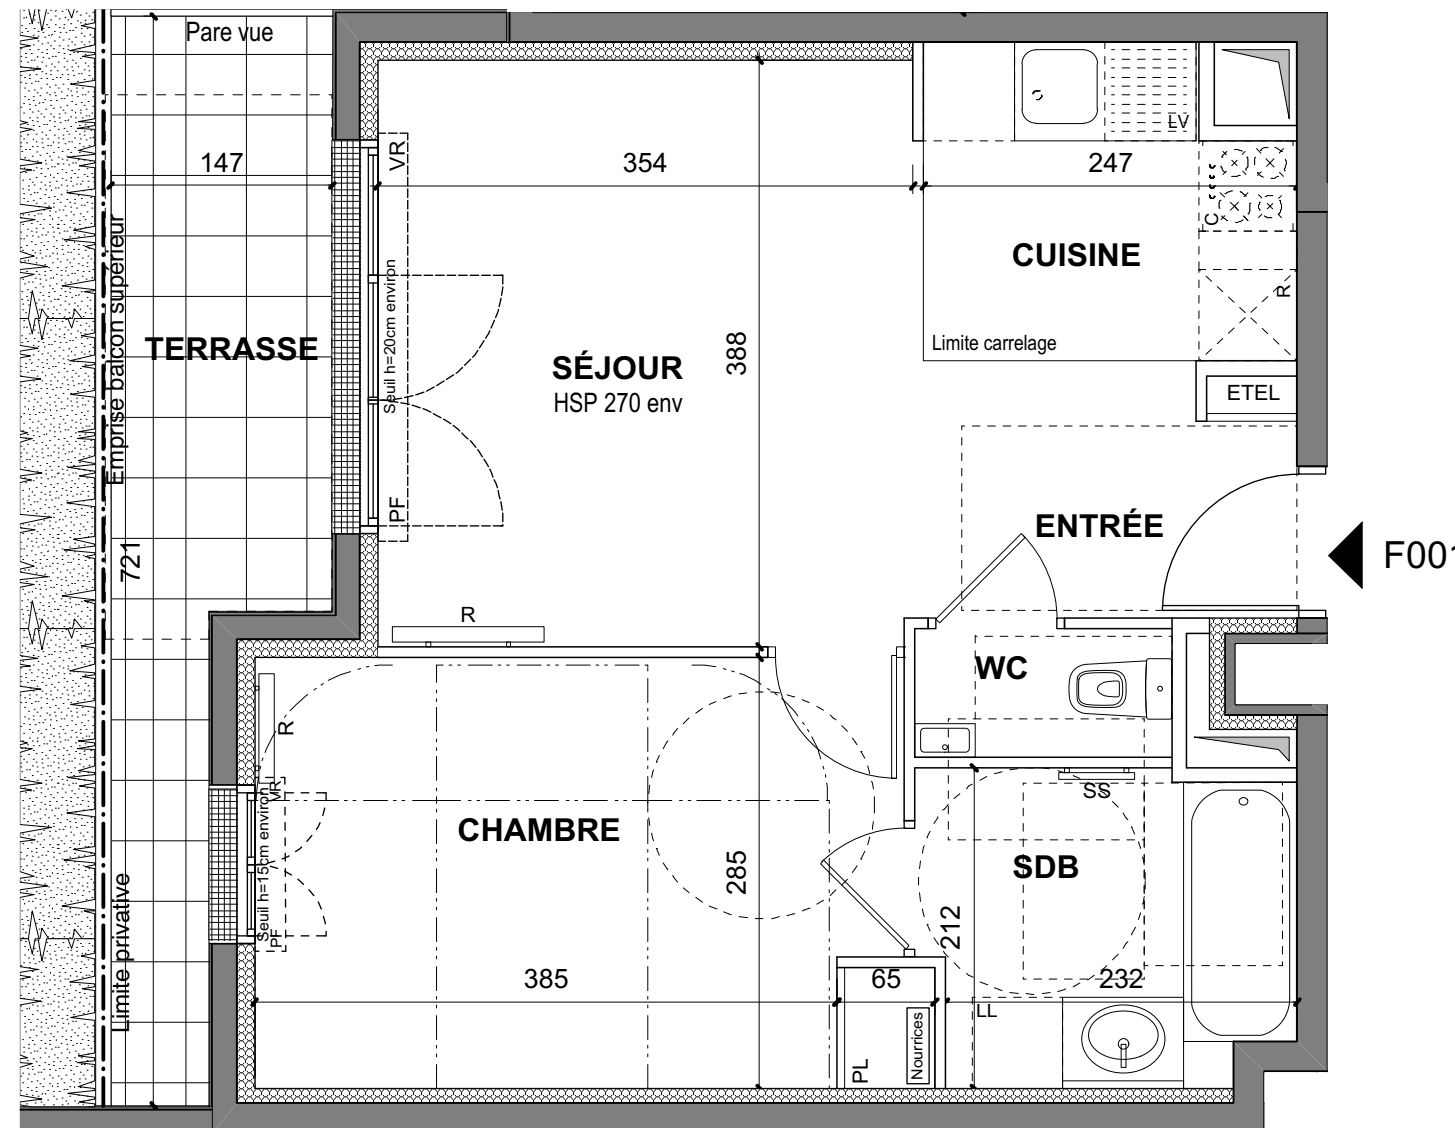 Pare vue
147
354
247
VR
LV
C
R
CUISINE
Limite carrelage
ETEL
Emprise balcon supérieur
TERRASSE
Seuil h=20cm environ
SÉJOUR
HSP 270 env
388
PF
ENTRÉE
F001
721
R
WC
R
VR
SS
Seuil h=15cm environ
PF
CHAMBRE
285
SDB
212
Limite privative
385
65
232
LL
PL
Nourrices